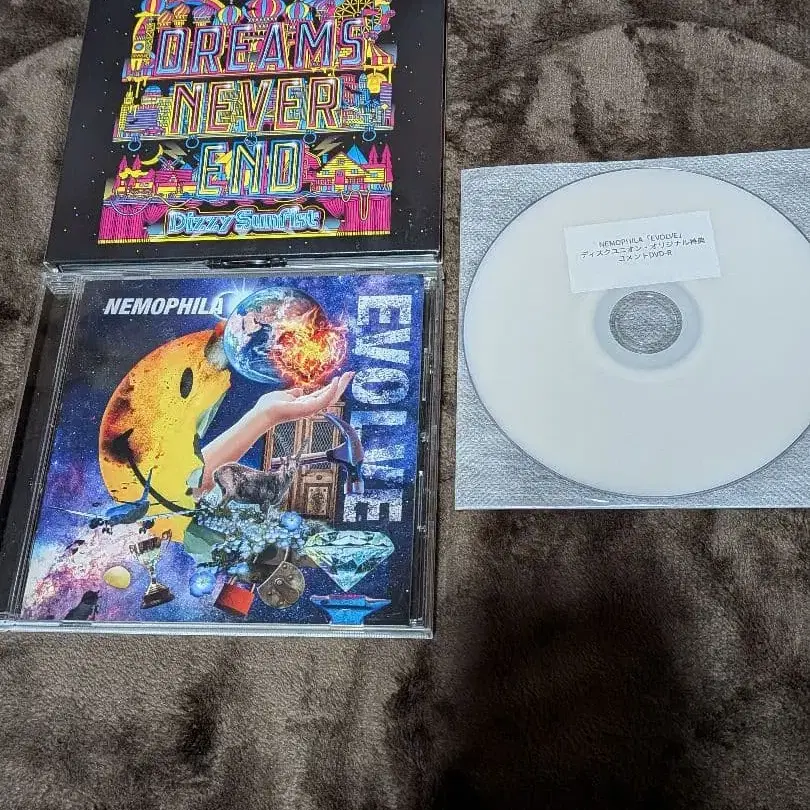 DREAMS
NEVER
END
Dizzy Sunfist
NEMOPHILA
EVOLVE
NEMOPHILA「EVOLVE」
ディスクユニオン・オリジナル特典
コメントDVD-R